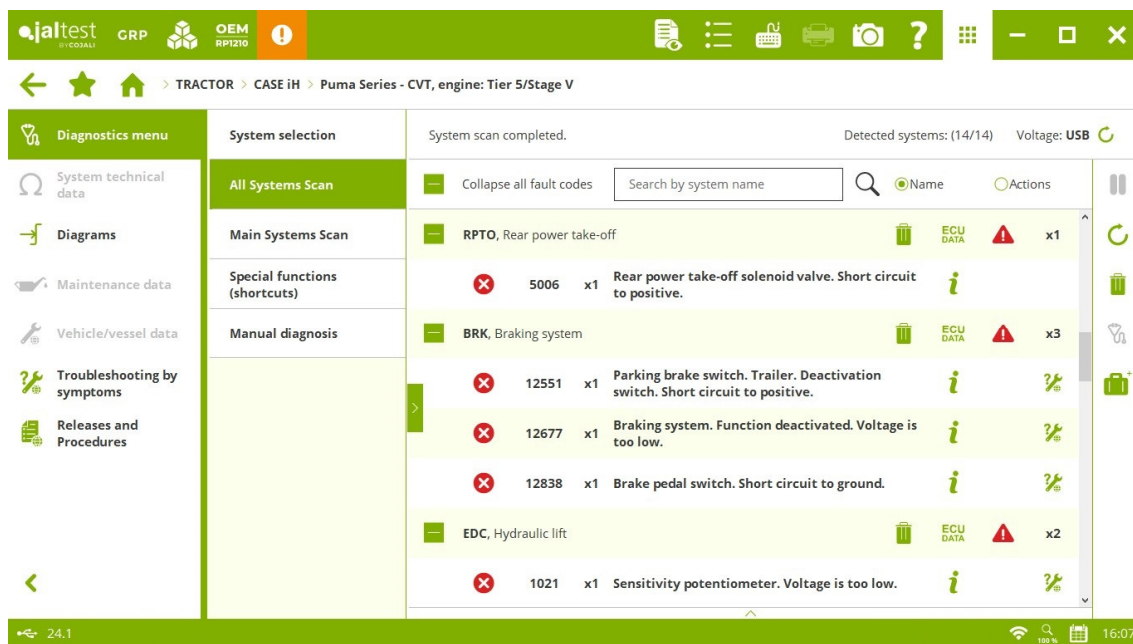 jaltest
BY COJALI
GRP
OEM
RP1210
> TRACTOR > CASE iH > Puma Series - CVT, engine: Tier 5/Stage V
Diagnostics menu
System technical
data
Diagrams
Maintenance data
Vehicle/vessel data
Troubleshooting by
symptoms
Releases and
Procedures
System selection
All Systems Scan
Main Systems Scan
Special functions
(shortcuts)
Manual diagnosis
System scan completed. Detected systems: (14/14) Voltage: USB
Collapse all fault codes Search by system name Name Actions
RPTO, Rear power take-off ECU DATA x1
5006 x1 Rear power take-off solenoid valve. Short circuit
to positive.
BRK, Braking system ECU DATA x3
12551 x1 Parking brake switch. Trailer. Deactivation
switch. Short circuit to positive.
12677 x1 Braking system. Function deactivated. Voltage is
too low.
12838 x1 Brake pedal switch. Short circuit to ground.
EDC, Hydraulic lift ECU DATA x2
1021 x1 Sensitivity potentiometer. Voltage is too low.
24.1 100 % 16:07